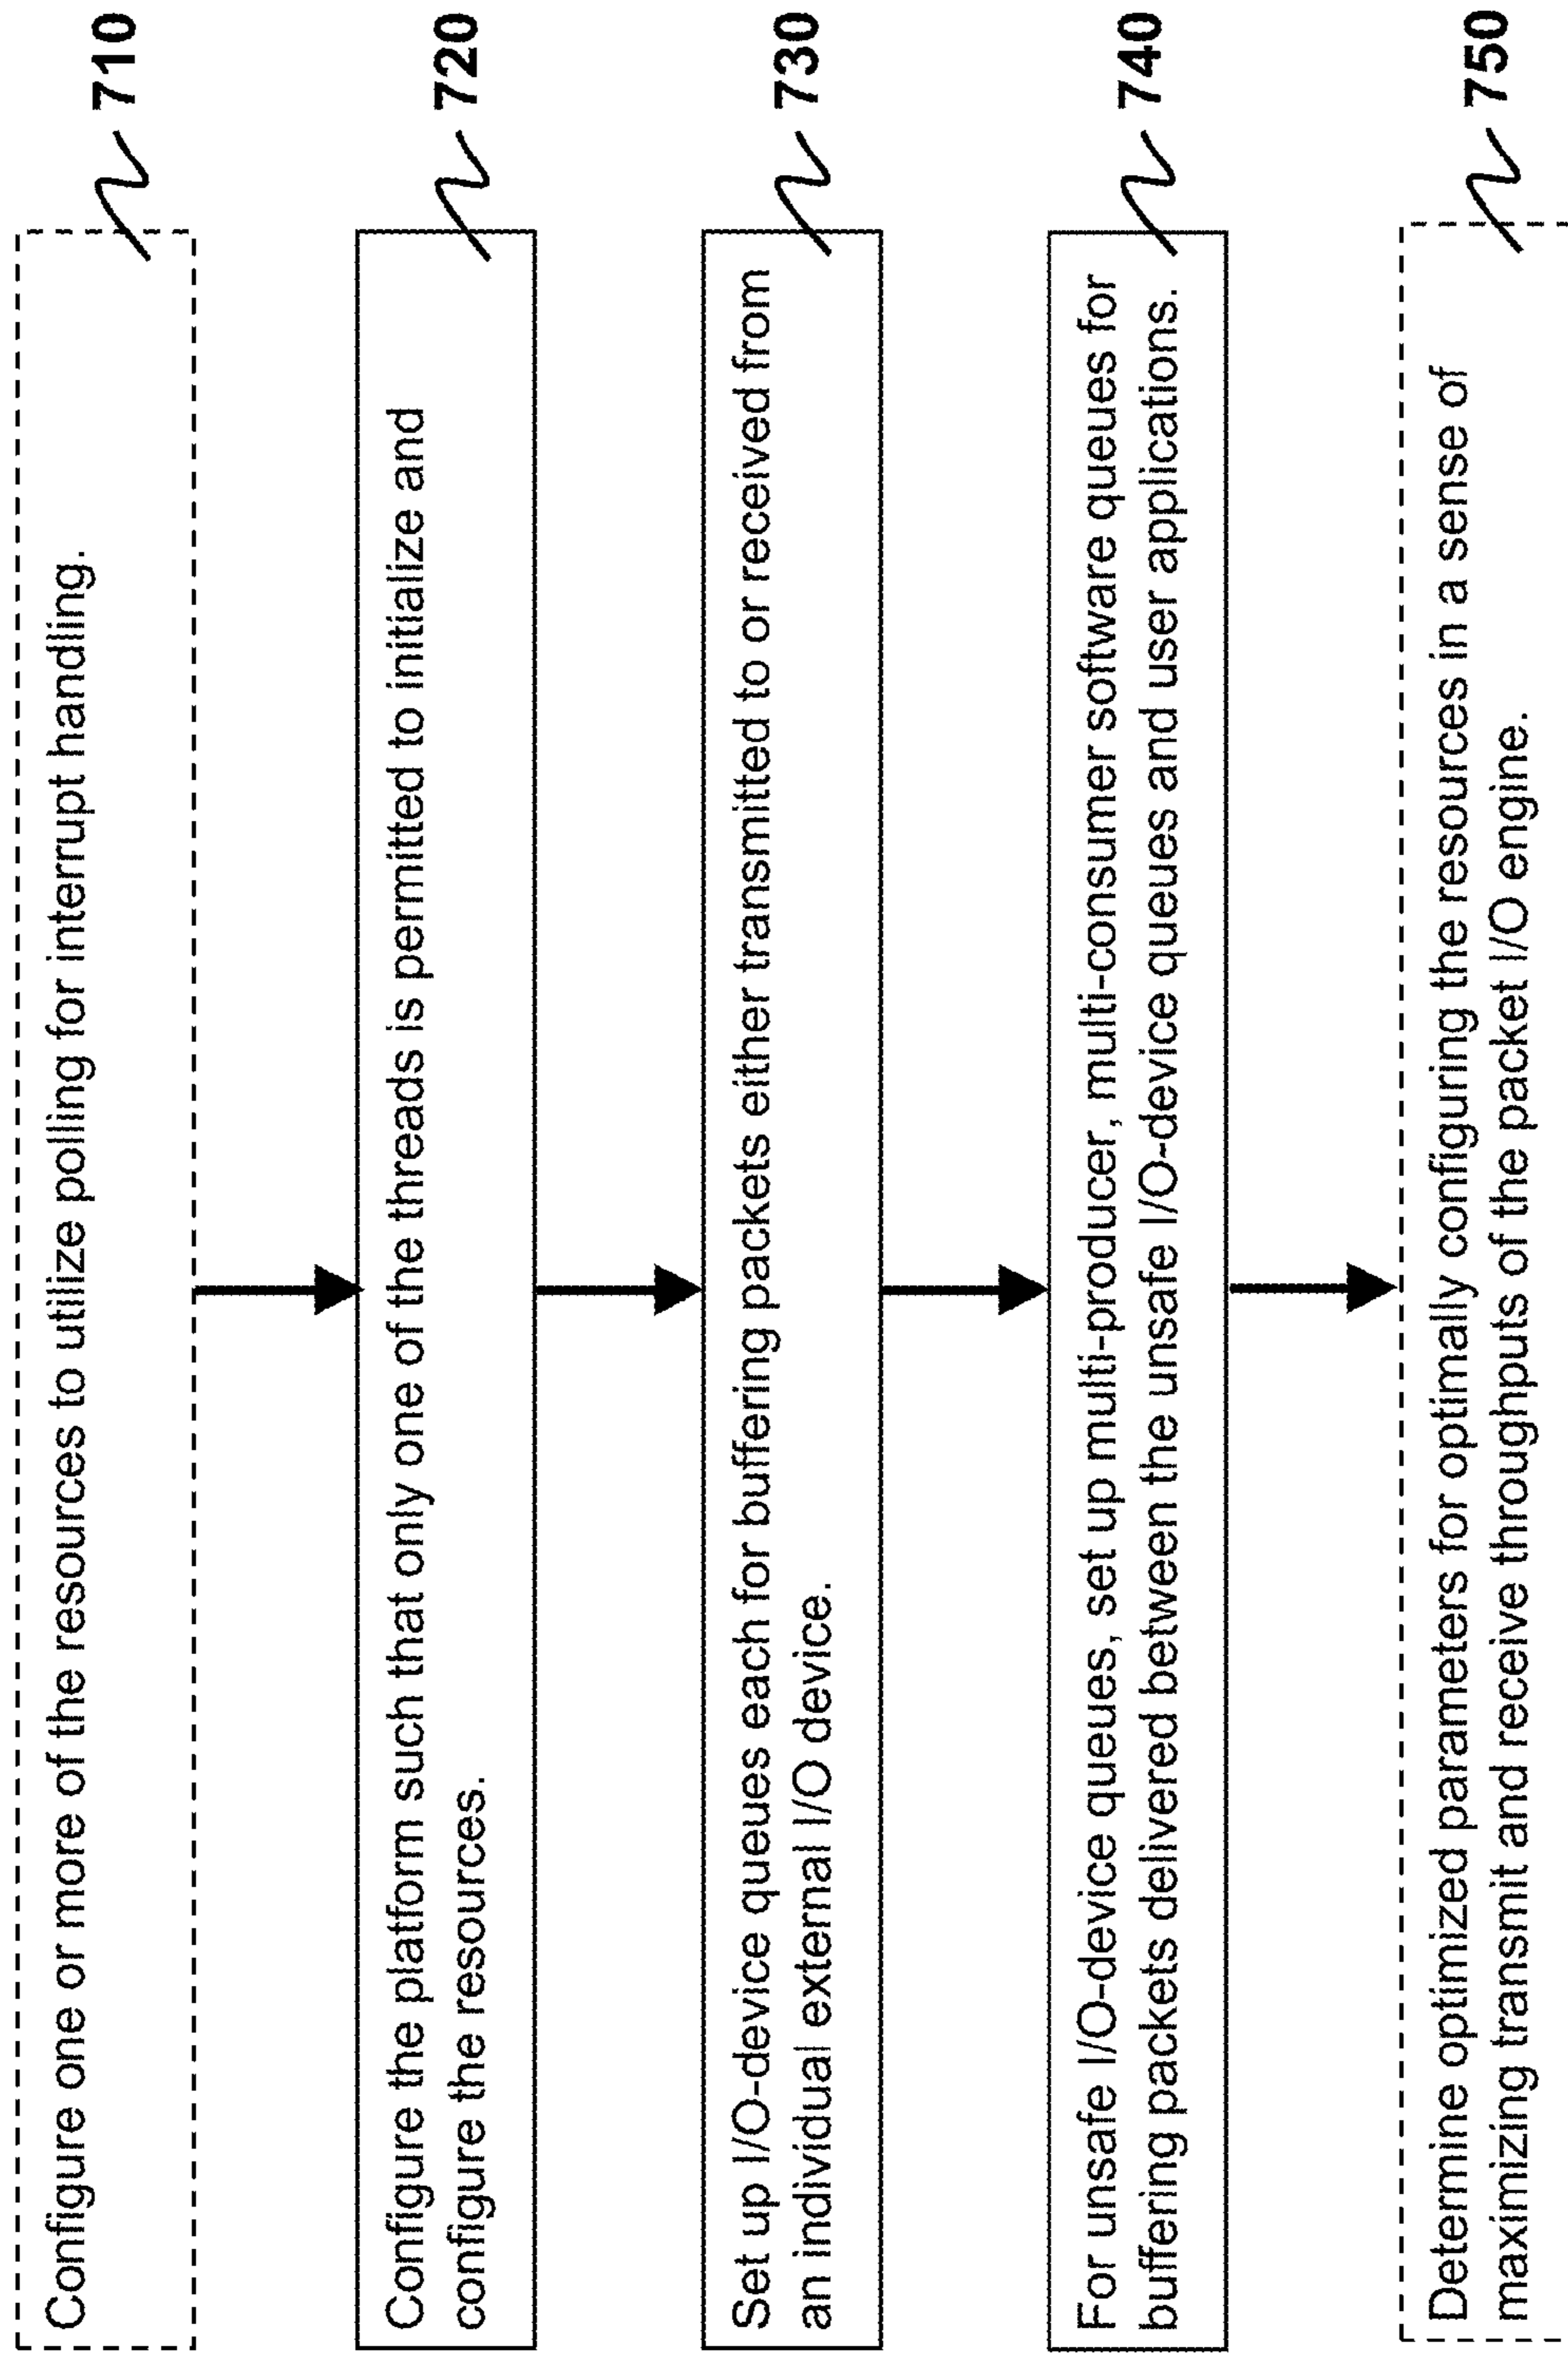 Configure one or more of the resources to utilize polling for interrupt handling.
710
Configure the platform such that only one of the threads is permitted to initialize and
configure the resources.
720
Set up I/O-device queues each for buffering packets either transmitted to or received from
an individual external I/O device.
730
For unsafe I/O-device queues, set up multi-producer, multi-consumer software queues for
buffering packets delivered between the unsafe I/O-device queues and user applications.
740
Determine optimized parameters for optimally configuring the resources in a sense of
maximizing transmit and receive throughputs of the packet I/O engine.
750